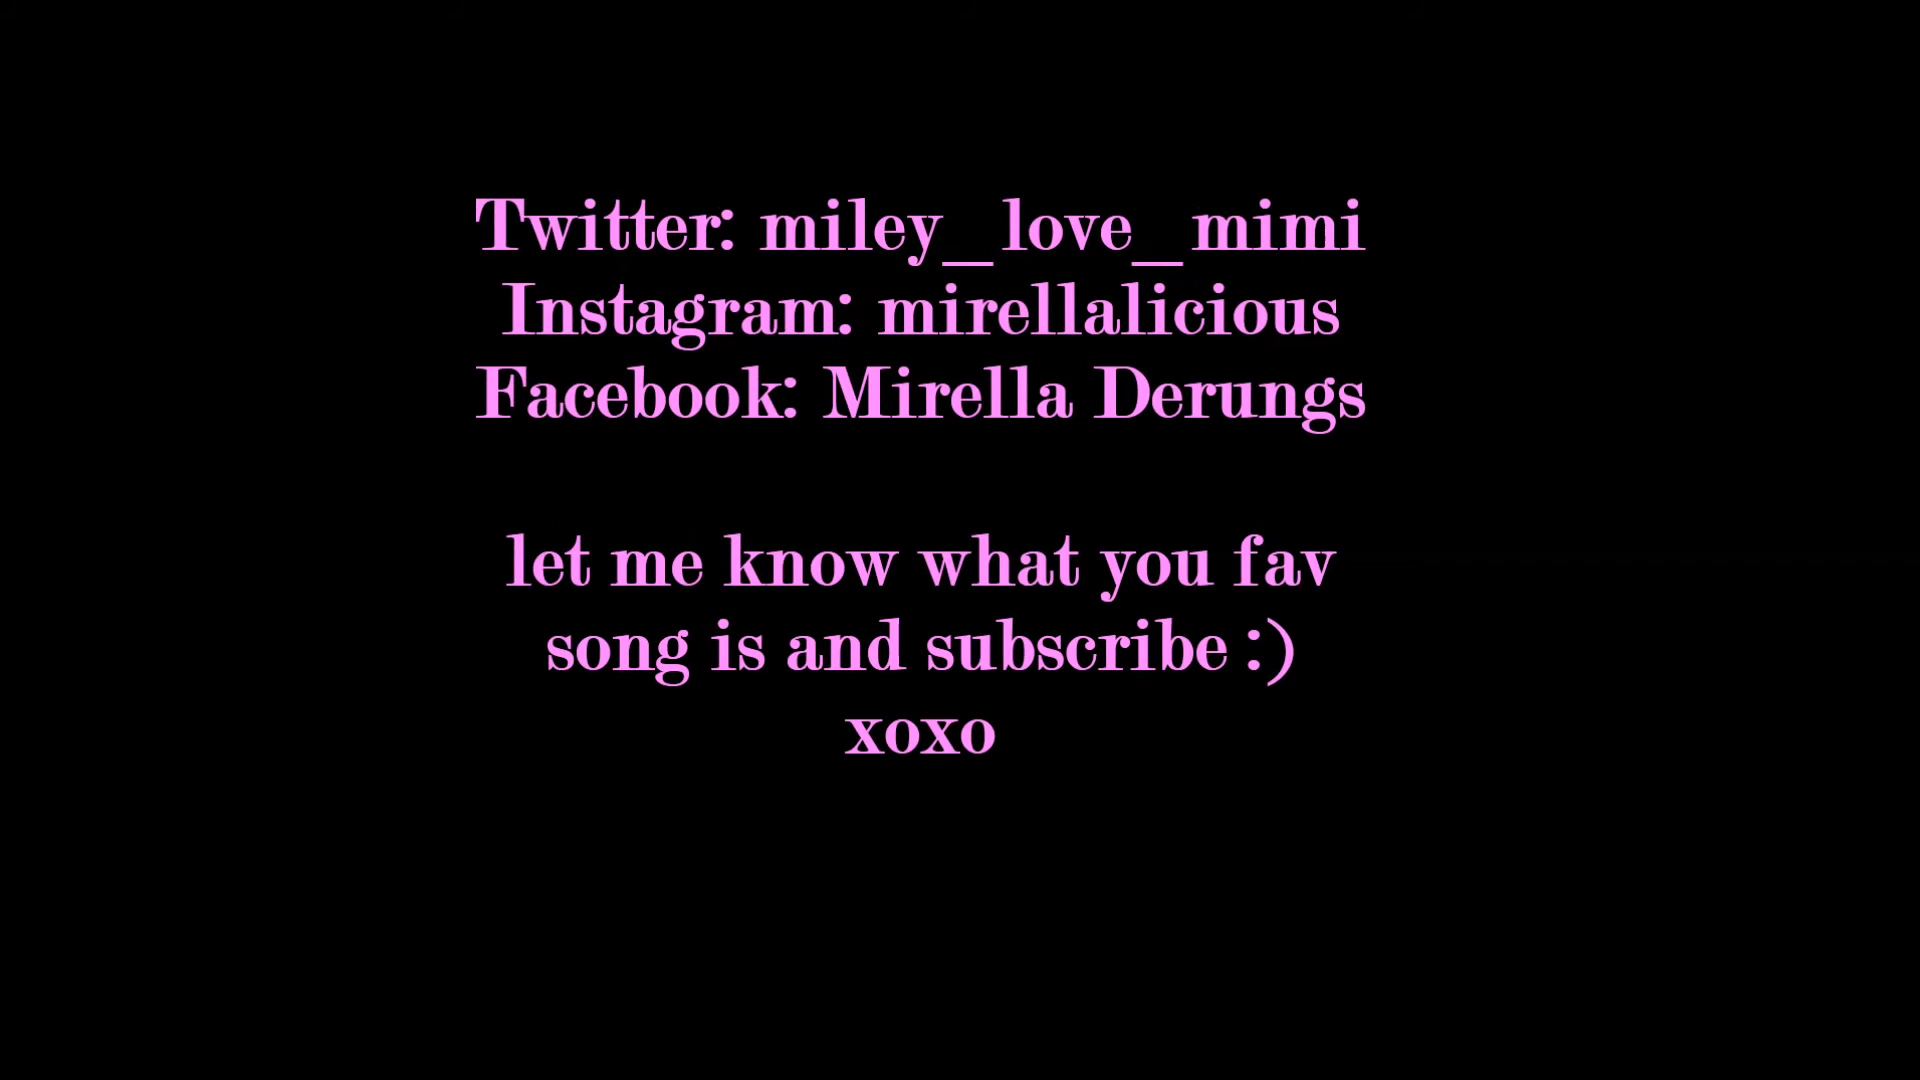 Twitter: miley_love_mimi
Instagram: mirellalicious
Facebook: Mirella Derungs
let me know what you fav
song is and subscribe :)
xoxo